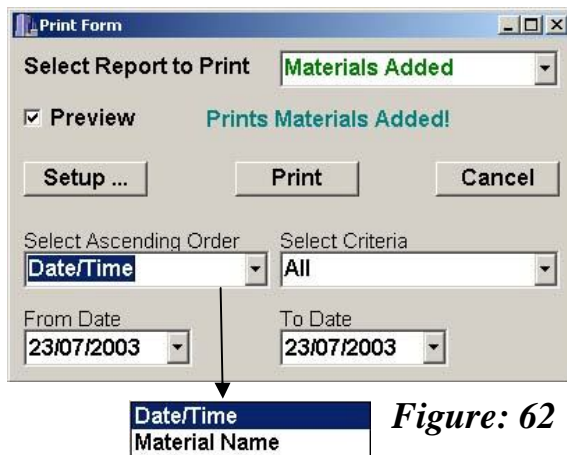 Print Form
Select Report to Print Materials Added
Preview Prints Materials Added!
Setup ... Print Cancel
Select Ascending Order Select Criteria
Date/Time All
From Date To Date
23/07/2003 23/07/2003
Date/Time
Material Name
Figure: 62